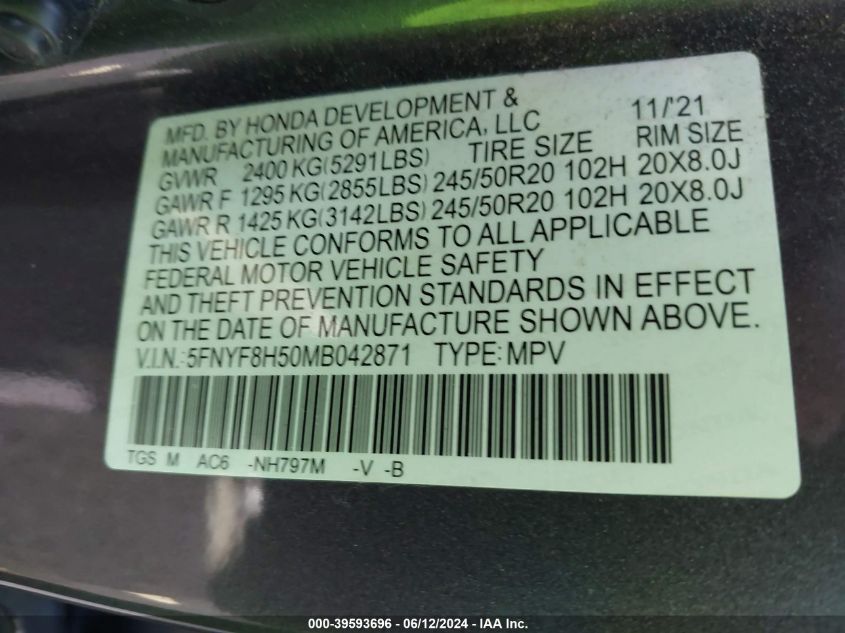 MFD. BY HONDA DEVELOPMENT & 11/'21
MANUFACTURING OF AMERICA, LLC
GVWR 2400 KG(5291LBS) TIRE SIZE RIM SIZE
GAWR F 1295 KG(2855LBS) 245/50R20 102H 20X8.0J
GAWR R 1425 KG(3142LBS) 245/50R20 102H 20X8.0J
THIS VEHICLE CONFORMS TO ALL APPLICABLE
FEDERAL MOTOR VEHICLE SAFETY
AND THEFT PREVENTION STANDARDS IN EFFECT
ON THE DATE OF MANUFACTURE SHOWN ABOVE.
V.I.N.:5FNYF8H50MB042871 TYPE:MPV
TGS M AC6 -NH797M -V -B
000-39593696 - 06/12/2024 - IAA Inc.